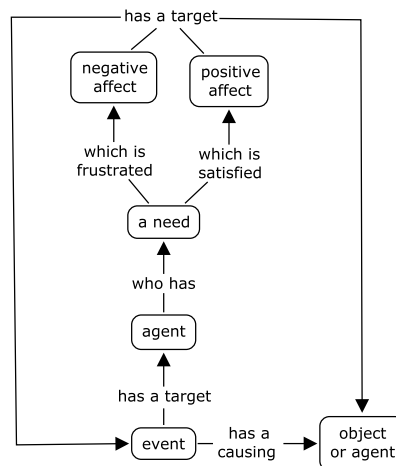 has a target
negative
affect
positive
affect
which is
frustrated
which is
satisfied
a need
who has
agent
has a target
event
has a
causing
object
or agent